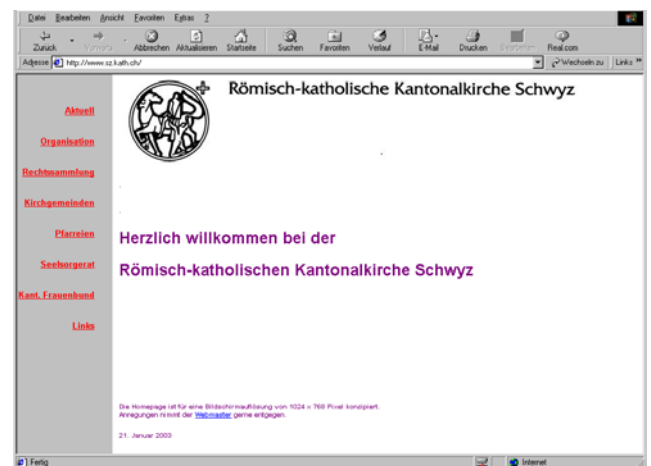 Datei Bearbeiten Ansicht Favoriten Extras ?
Zurück Vorwärts Abbrechen Aktualisieren Startseite Suchen Favoriten Verlauf E-Mail Drucken Bearbeiten Real.com
Adresse http://www.sz.kath.ch/ Wechseln zu Links »
Römisch-katholische Kantonalkirche Schwyz
Aktuell
Organisation
Rechtssammlung
Kirchgemeinden
Pfarreien
Seelsorgerat
Kant. Frauenbund
Links
Herzlich willkommen bei der
Römisch-katholischen Kantonalkirche Schwyz
Die Homepage ist für eine Bildschirmauflösung von 1024 x 768 Pixel konzipiert.
Anregungen nimmt der Webmaster gerne entgegen.
21. Januar 2003
Fertig Internet